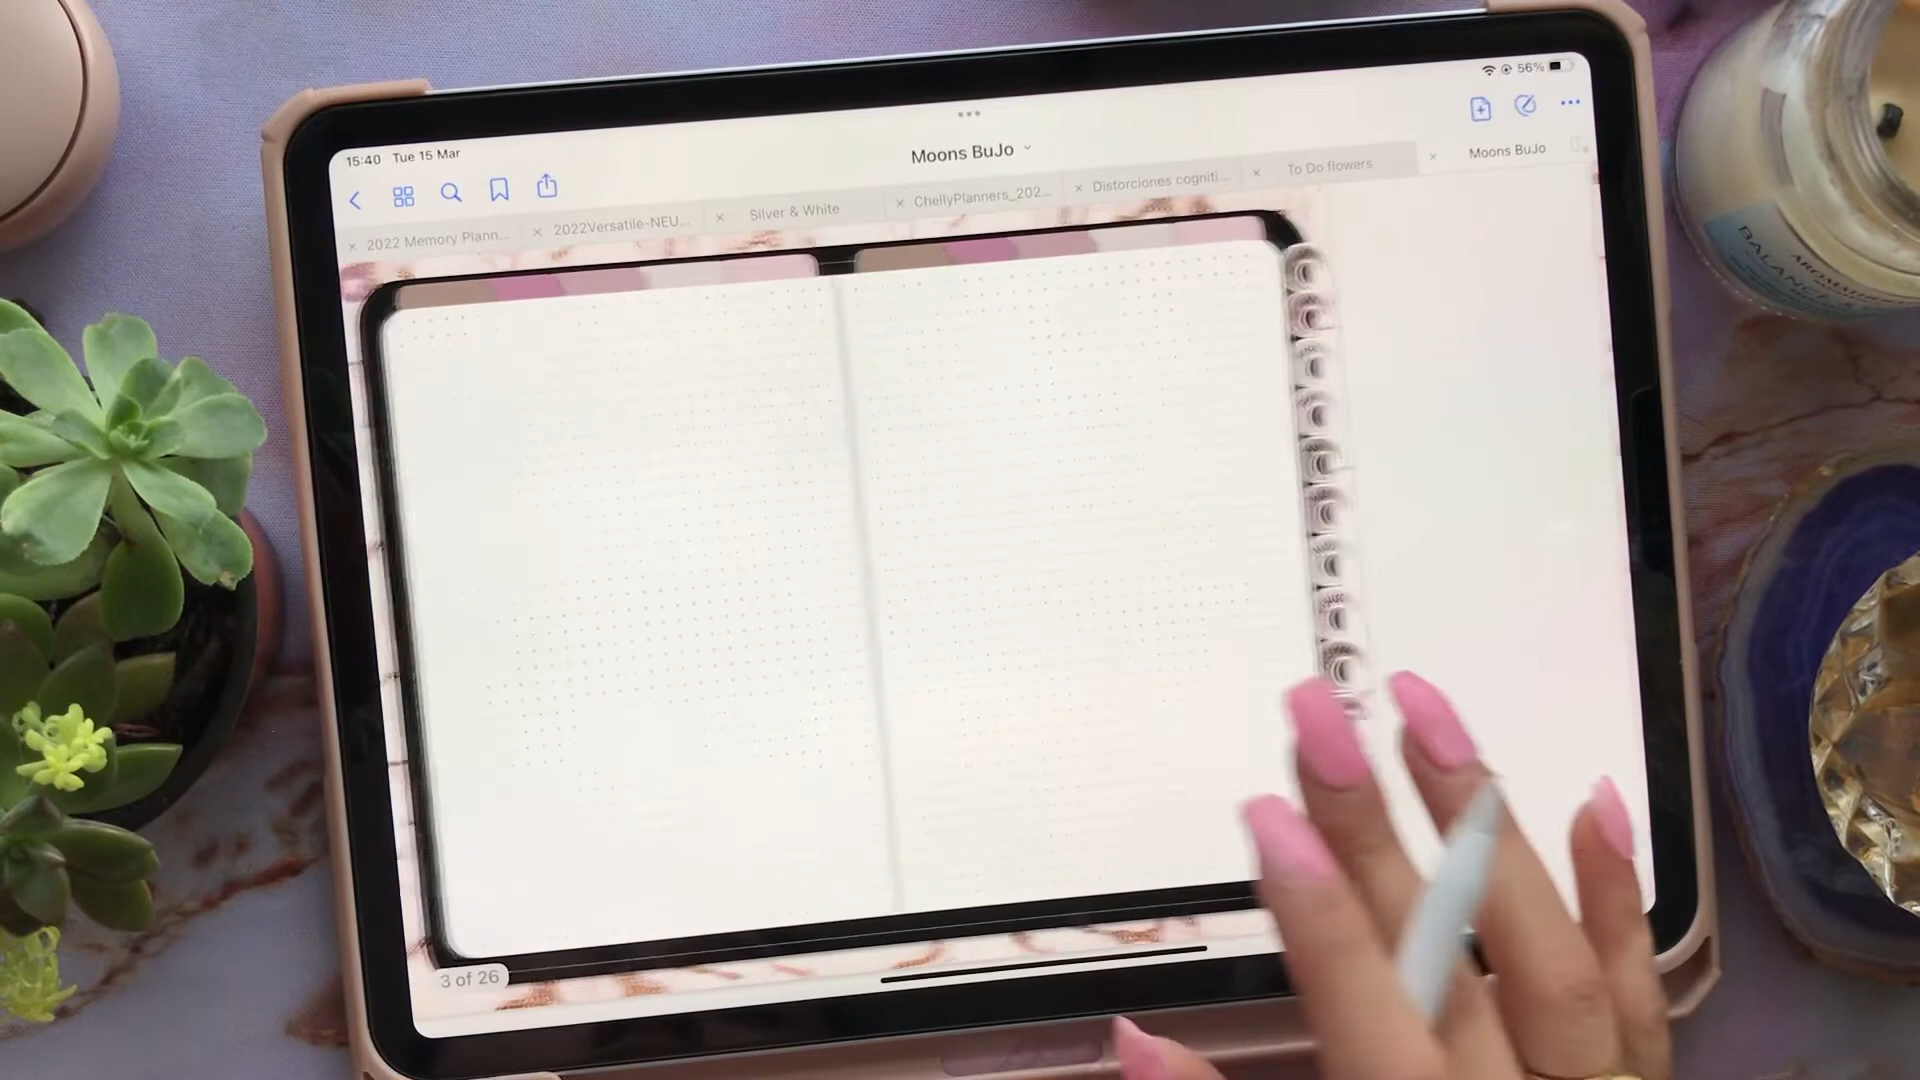 15:40 Tue 15 Mar
56%
Moons BuJo
2022 Memory Plann...
2022Versatile-NEU...
Silver & White
ChellyPlanners_202...
Distorciones cogniti...
To Do flowers
Moons BuJo
3 of 26
BALANCE